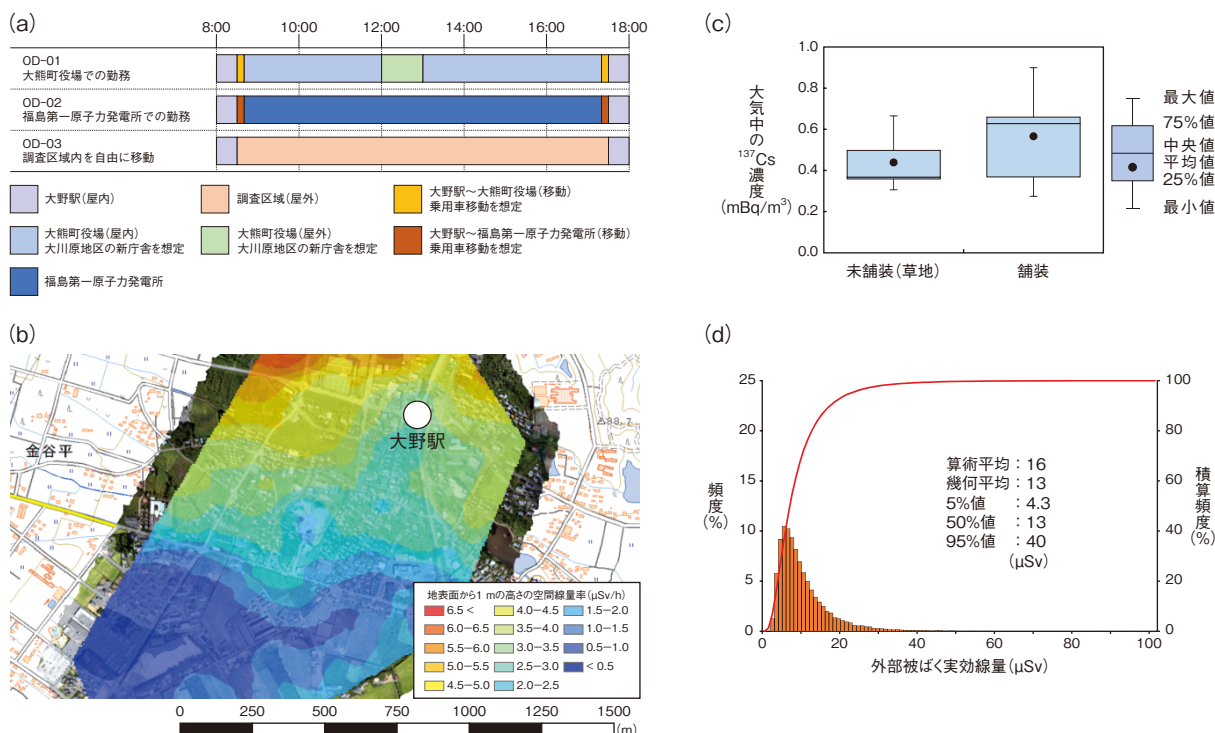 (a)
8:00 10:00 12:00 14:00 16:00 18:00
OD-01
大熊町役場での勤務
OD-02
福島第一原子力発電所での勤務
OD-03
調査区域内を自由に移動
大野駅(屋内)
調査区域(屋外)
大野駅～大熊町役場(移動)
乗用車移動を想定
大熊町役場(屋内)
大川原地区の新庁舎を想定
大熊町役場(屋外)
大川原地区の新庁舎を想定
大野駅～福島第一原子力発電所(移動)
乗用車移動を想定
福島第一原子力発電所
(b)
金谷平
大野駅
88.7
地表面から1 mの高さの空間線量率(μSv/h)
6.5 < 4.0−4.5 1.5−2.0
6.0−6.5 3.5−4.0 1.0−1.5
5.5−6.0 3.0−3.5 0.5−1.0
5.0−5.5 2.5−3.0 < 0.5
4.5−5.0 2.0−2.5
0 250 500 750 1000 1250 1500
(m)
(c)
大気中の
137Cs
濃度
(mBq/m³)
1.0
0.8
0.6
0.4
0.2
0.0
未舗装(草地) 舗装
最大値
75%値
中央値
平均値
25%値
最小値
(d)
頻度
(%)
25
20
15
10
5
0
算術平均：16
幾何平均：13
5%値：4.3
50%値：13
95%値：40
(μSv)
100
80
60
40
20
0
積算頻度
(%)
0 20 40 60 80 100
外部被ばく実効線量(μSv)